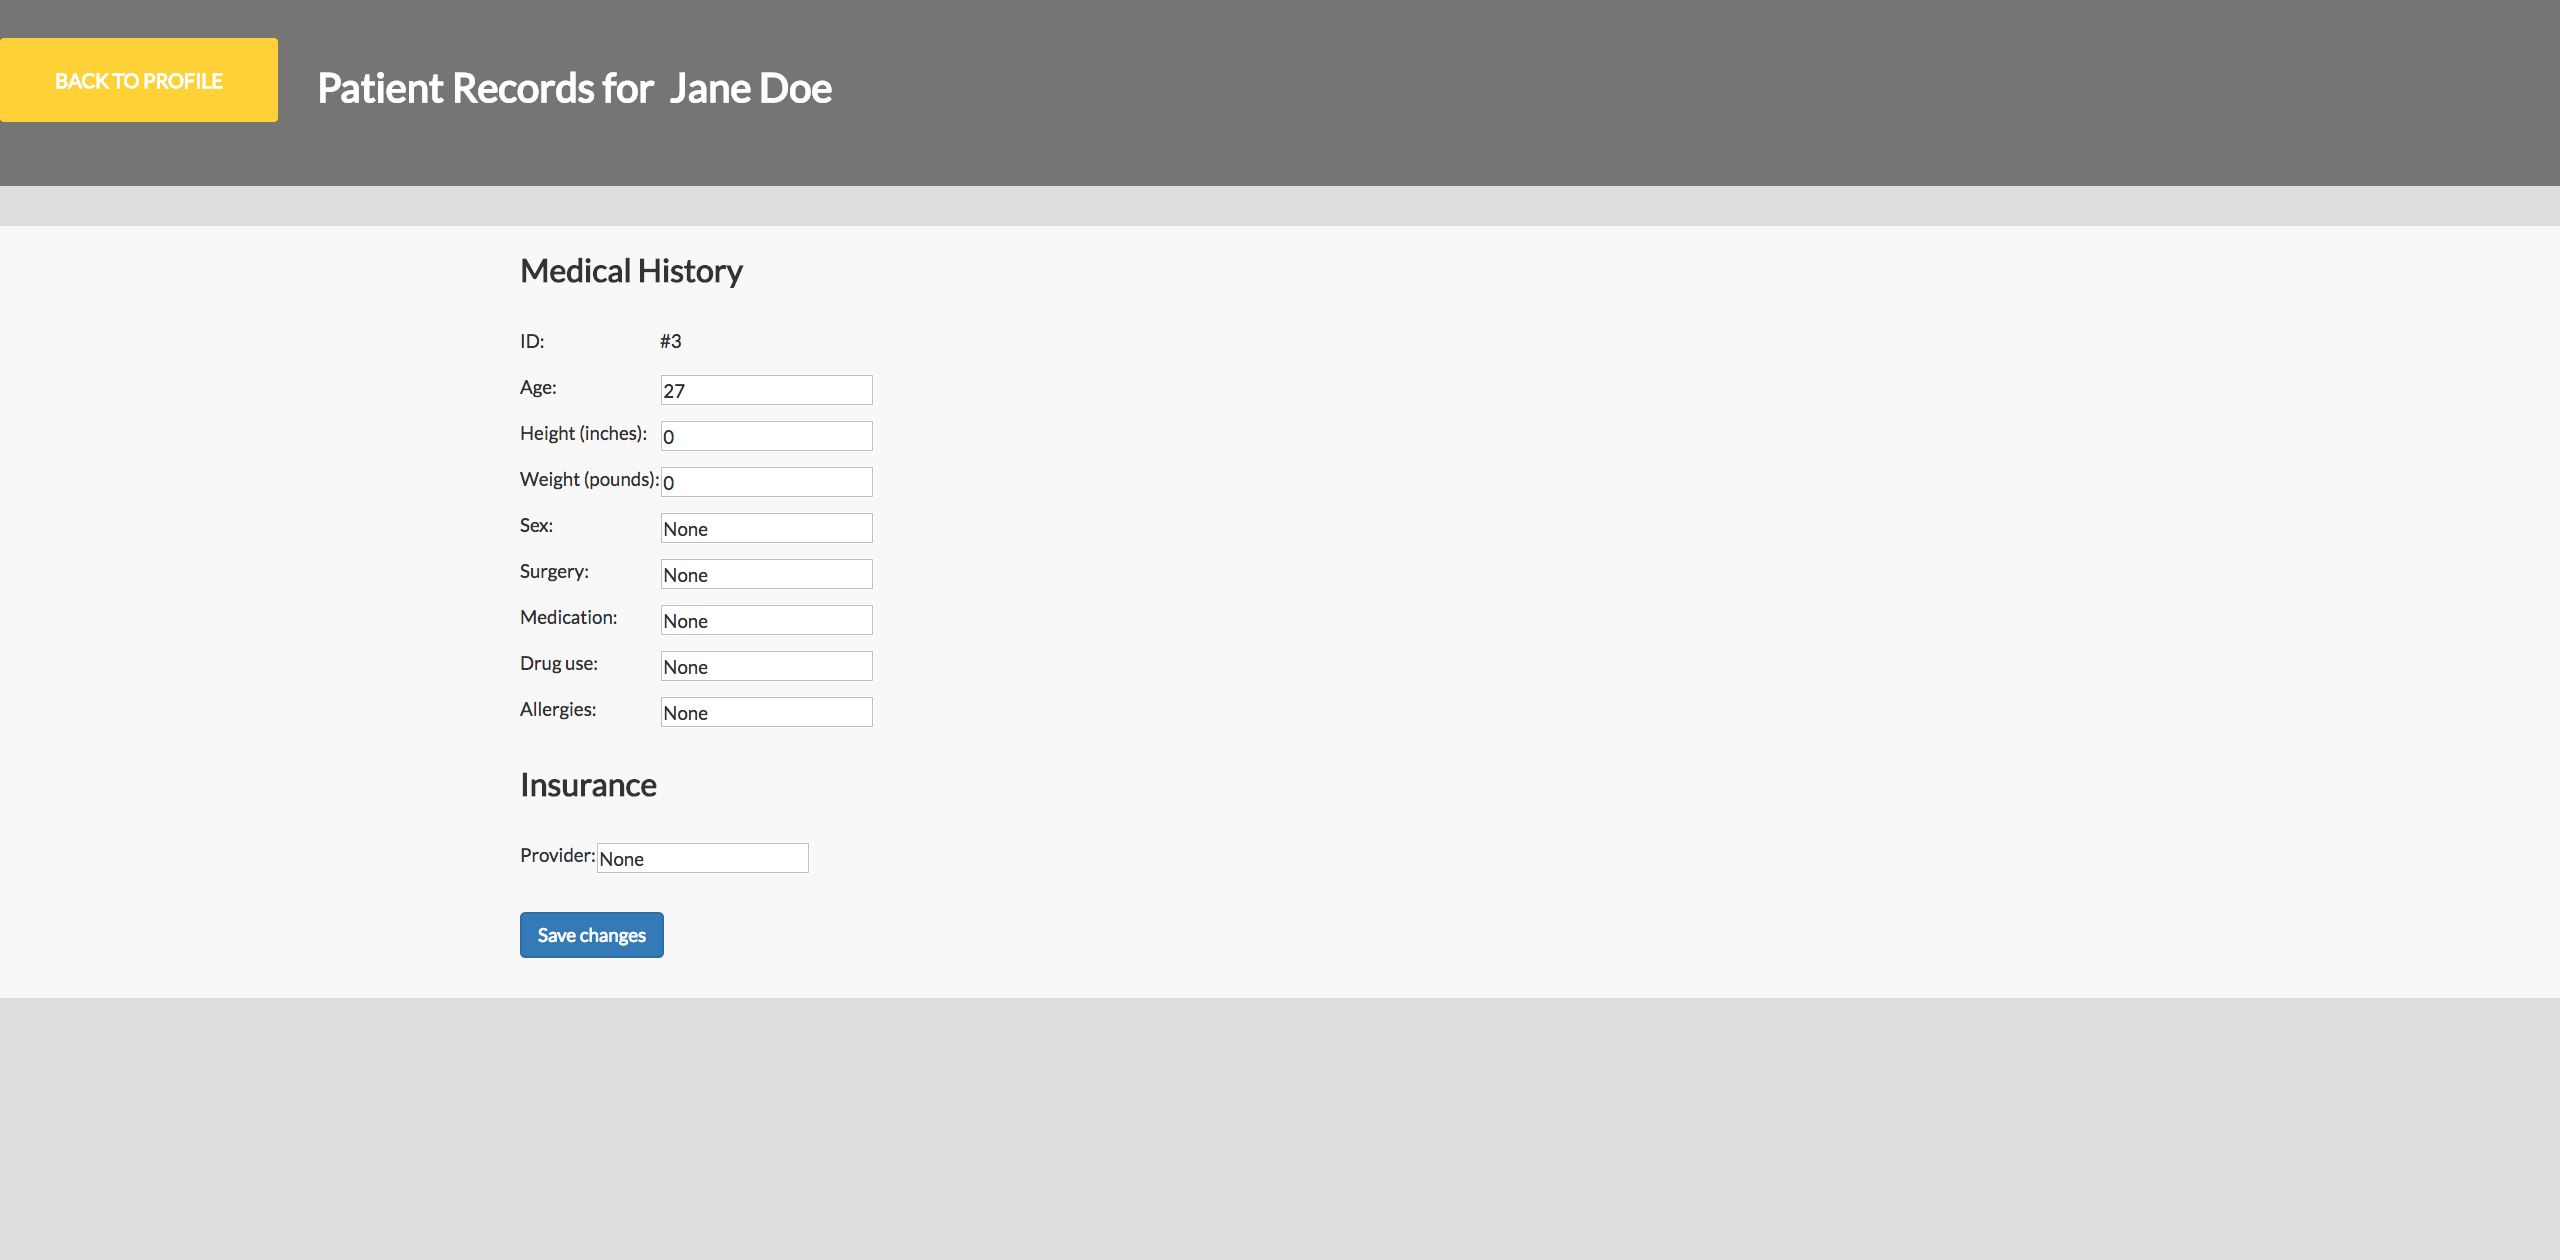 BACK TO PROFILE
Patient Records for Jane Doe
Medical History
ID: #3
Age: 27
Height (inches): 0
Weight (pounds): 0
Sex: None
Surgery: None
Medication: None
Drug use: None
Allergies: None
Insurance
Provider: None
Save changes